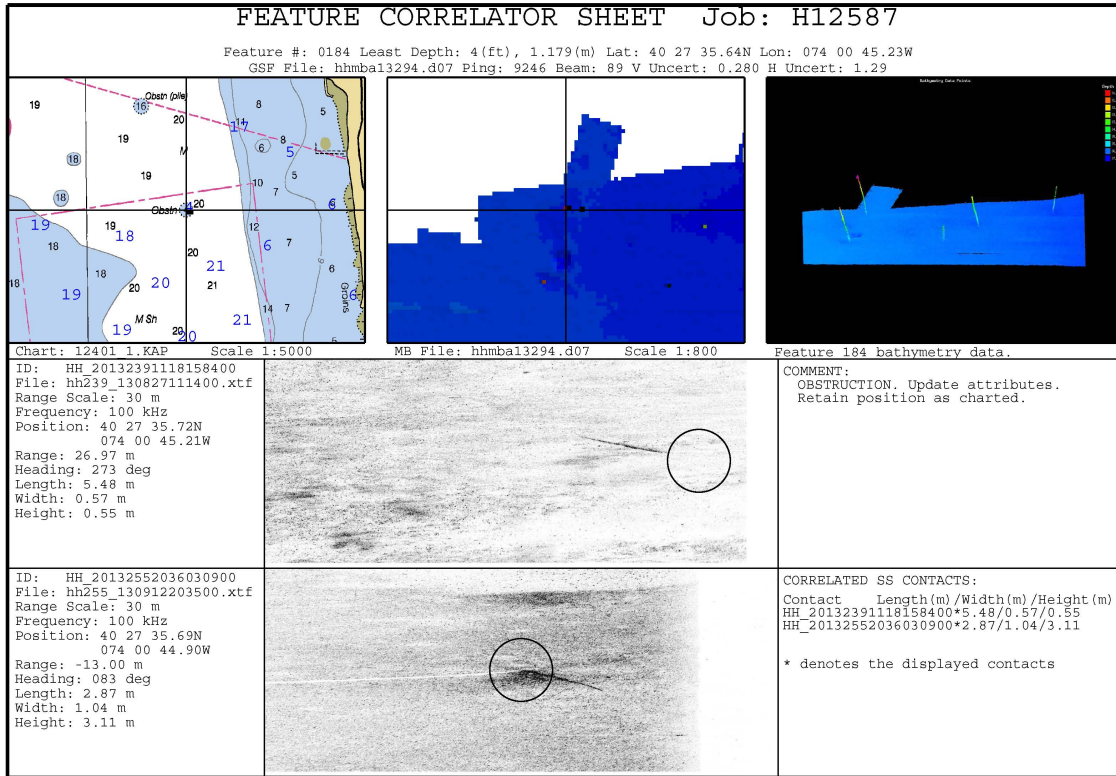 FEATURE CORRELATOR SHEET Job: H12587
Feature #: 0184 Least Depth: 4(ft), 1.179(m) Lat: 40 27 35.64N Lon: 074 00 45.23W
GSF File: hhmba13294.d07 Ping: 9246 Beam: 89 V Uncert: 0.280 H Uncert: 1.29
Obstn (pile)
19
16
20
8
5
11
17
19
M
8
6
5
18
19
5
10
7
18
20
Obstn
4
6
19
19
18
12
6
7
6
18
20
21
18
18
19
20
20
21
6
Groins
14
7
M Sh
19
20
20
21
Bathymetry Data Points
Chart: 12401_1.KAP Scale 1:5000
MB File: hhmba13294.d07 Scale 1:800
Feature 184 bathymetry data.
ID: HH_20132391118158400
File: hh239_130827111400.xtf
Range Scale: 30 m
Frequency: 100 kHz
Position: 40 27 35.72N
074 00 45.21W
Range: 26.97 m
Heading: 273 deg
Length: 5.48 m
Width: 0.57 m
Height: 0.55 m
COMMENT:
OBSTRUCTION. Update attributes.
Retain position as charted.
ID: HH_20132552036030900
File: hh255_130912203500.xtf
Range Scale: 30 m
Frequency: 100 kHz
Position: 40 27 35.69N
074 00 44.90W
Range: -13.00 m
Heading: 083 deg
Length: 2.87 m
Width: 1.04 m
Height: 3.11 m
CORRELATED SS CONTACTS:
Contact Length(m)/Width(m)/Height(m)
HH_20132391118158400*5.48/0.57/0.55
HH_20132552036030900*2.87/1.04/3.11
* denotes the displayed contacts